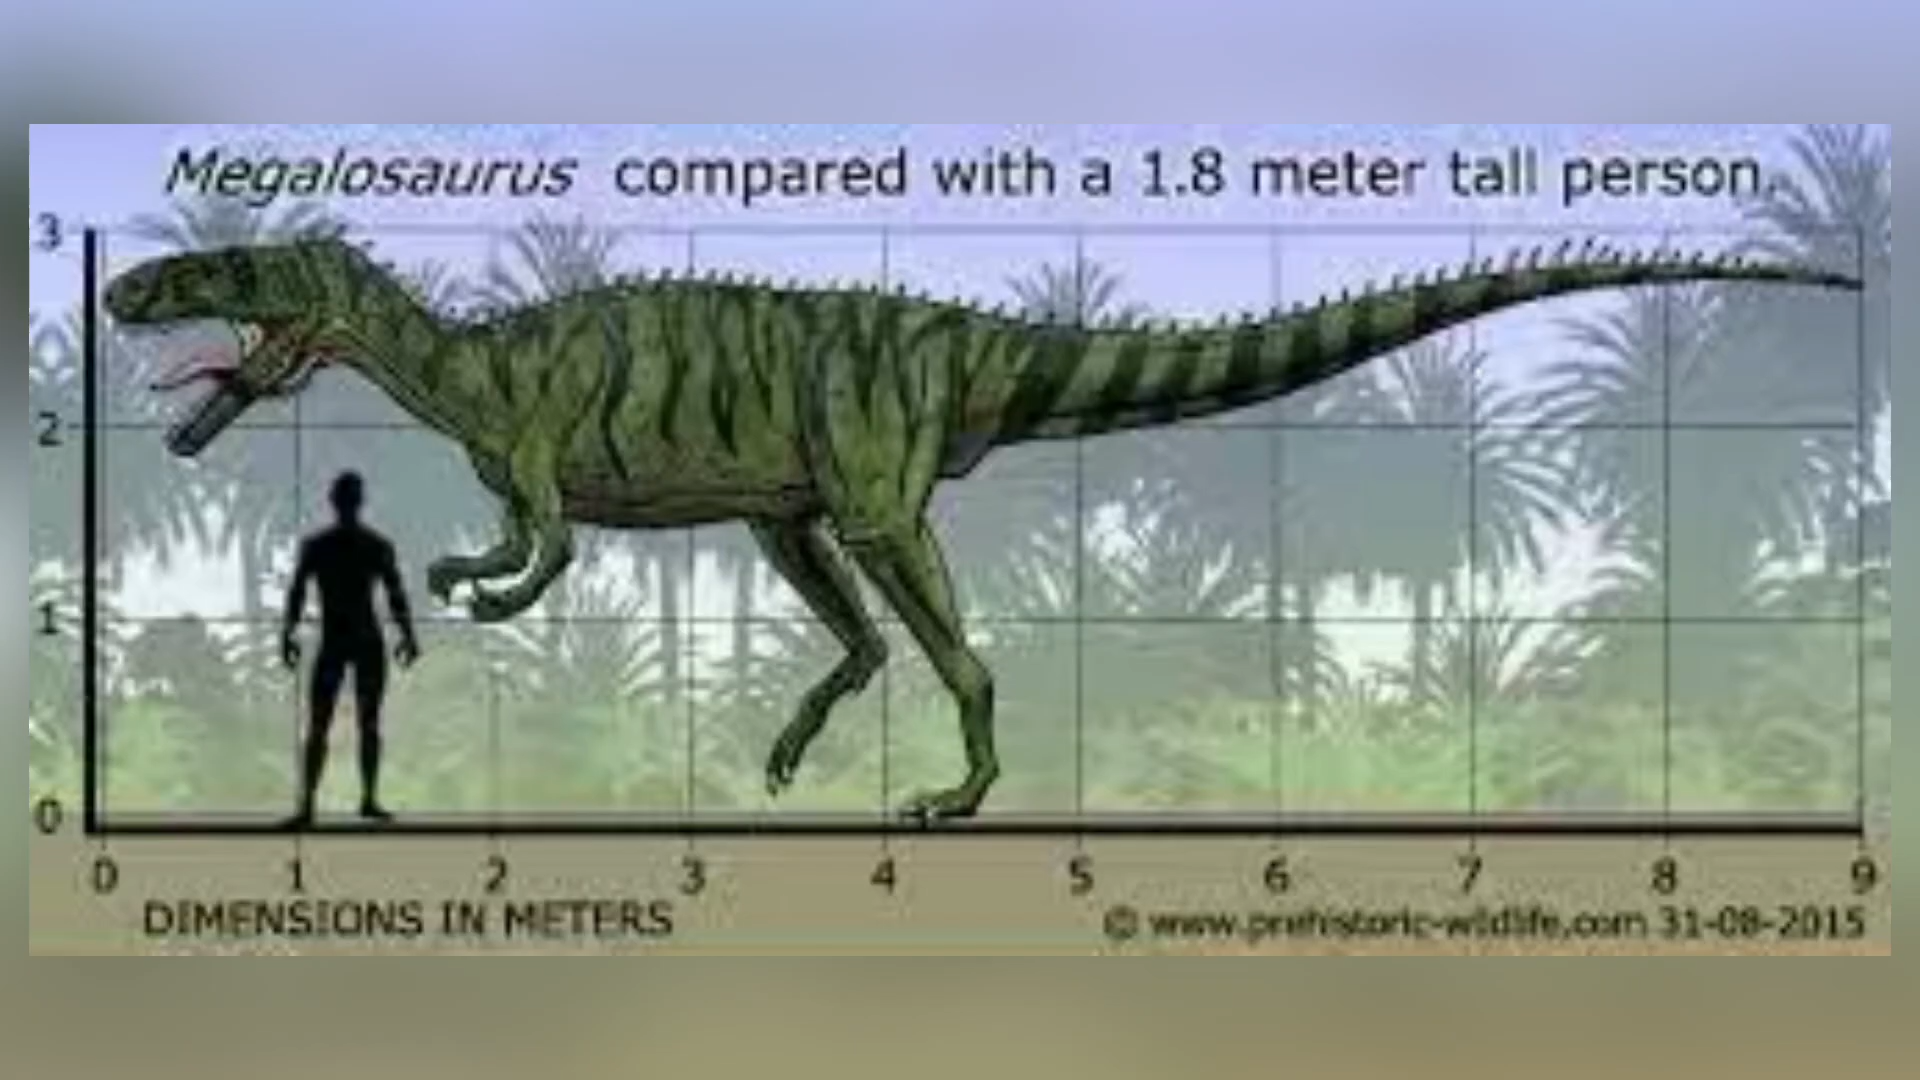 Megalosaurus compared with a 1.8 meter tall person.
3
2
1
0
0 1 2 3 4 5 6 7 8 9
DIMENSIONS IN METERS
© www.prehistoric-wildlife.com 31-08-2015